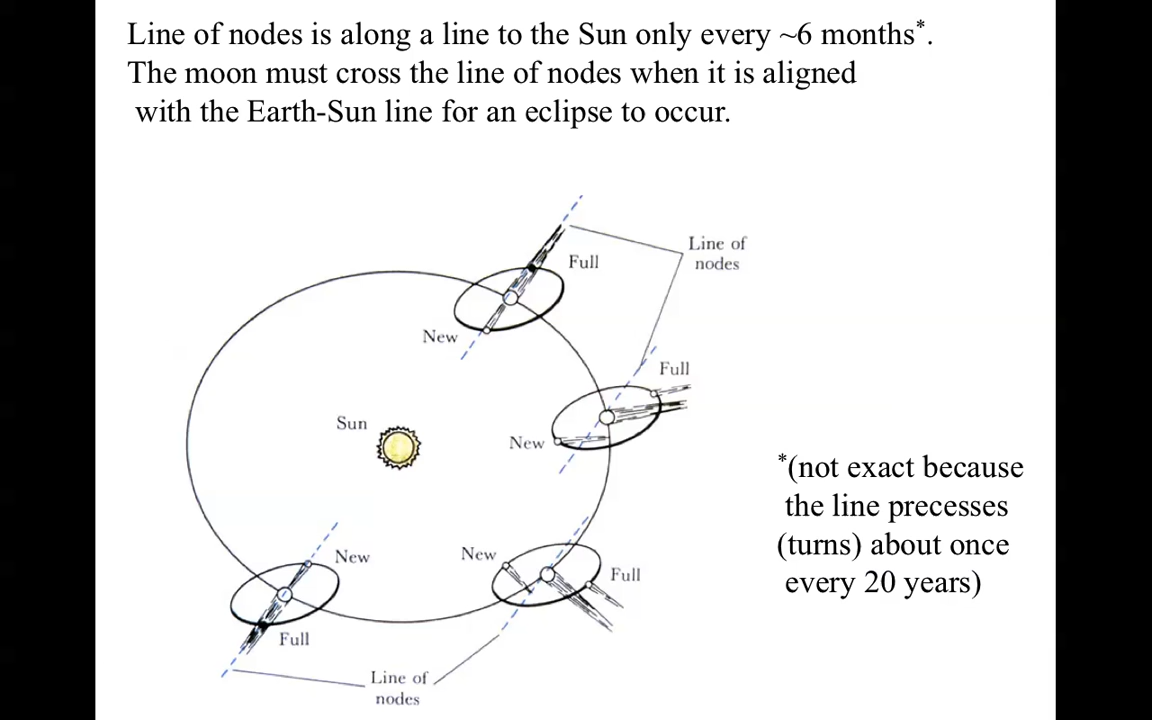 Line of nodes is along a line to the Sun only every ~6 months*.
The moon must cross the line of nodes when it is aligned
with the Earth-Sun line for an eclipse to occur.
Line of
nodes
Full
New
Full
New
Sun
New
Full
New
Full
Line of
nodes
*(not exact because
the line precesses
(turns) about once
every 20 years)